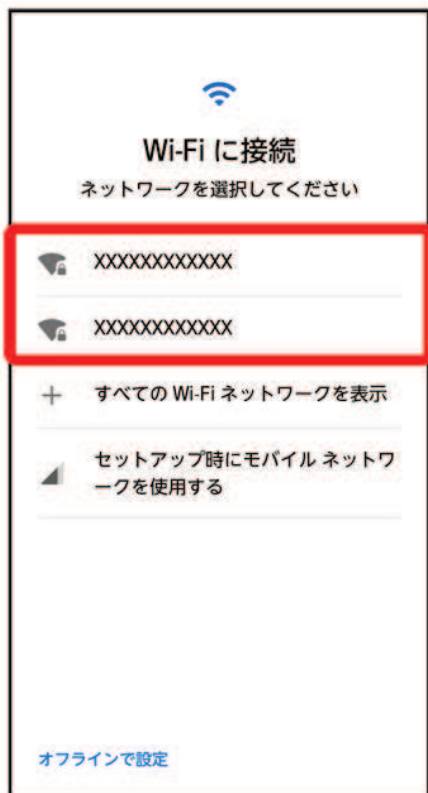 Wi-Fi に接続
ネットワークを選択してください
XXXXXXXXXXXX
XXXXXXXXXXXX
すべての Wi-Fi ネットワークを表示
セットアップ時にモバイル ネットワ
ークを使用する
オフラインで設定